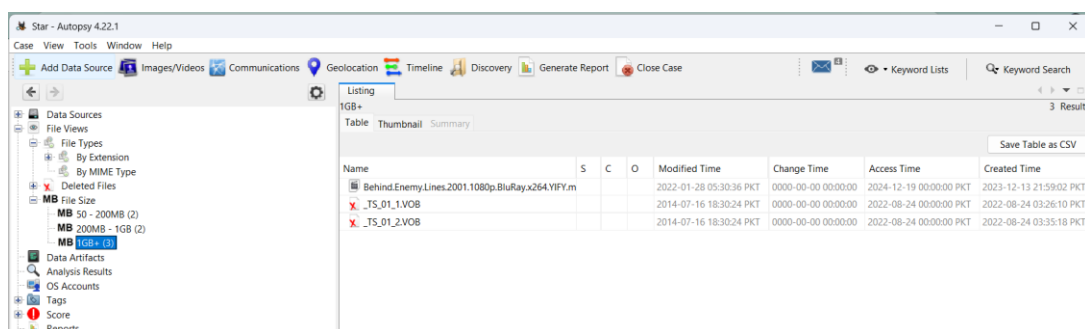 Star - Autopsy 4.22.1
Case View Tools Window Help
Add Data Source Images/Videos Communications Geolocation Timeline Discovery Generate Report Close Case Keyword Lists Keyword Search
Listing
1GB+ 3 Result
Table Thumbnail Summary
Save Table as CSV
Name S C O Modified Time Change Time Access Time Created Time
Behind.Enemy.Lines.2001.1080p.BluRay.x264.YIFY.m 2022-01-28 05:30:36 PKT 0000-00-00 00:00:00 2024-12-19 00:00:00 PKT 2023-12-13 21:59:02 PKT
_TS_01_1.VOB 2014-07-16 18:30:24 PKT 0000-00-00 00:00:00 2022-08-24 00:00:00 PKT 2022-08-24 03:26:10 PKT
_TS_01_2.VOB 2014-07-16 18:30:24 PKT 0000-00-00 00:00:00 2022-08-24 00:00:00 PKT 2022-08-24 03:35:18 PKT
Data Sources
File Views
File Types
By Extension
By MIME Type
Deleted Files
MB File Size
MB 50 - 200MB (2)
MB 200MB - 1GB (2)
MB 1GB+ (3)
Data Artifacts
Analysis Results
OS Accounts
Tags
Score
Reports